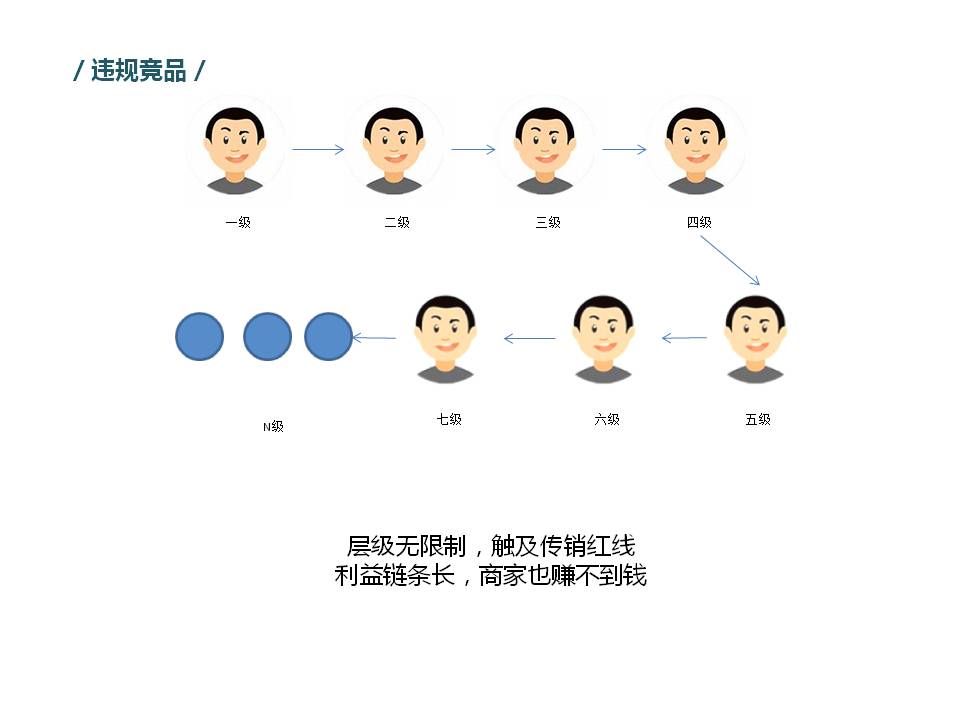 / 违规竞品 /
一级
二级
三级
四级
七级
六级
五级
N级
层级无限制，触及传销红线
利益链条长，商家也赚不到钱